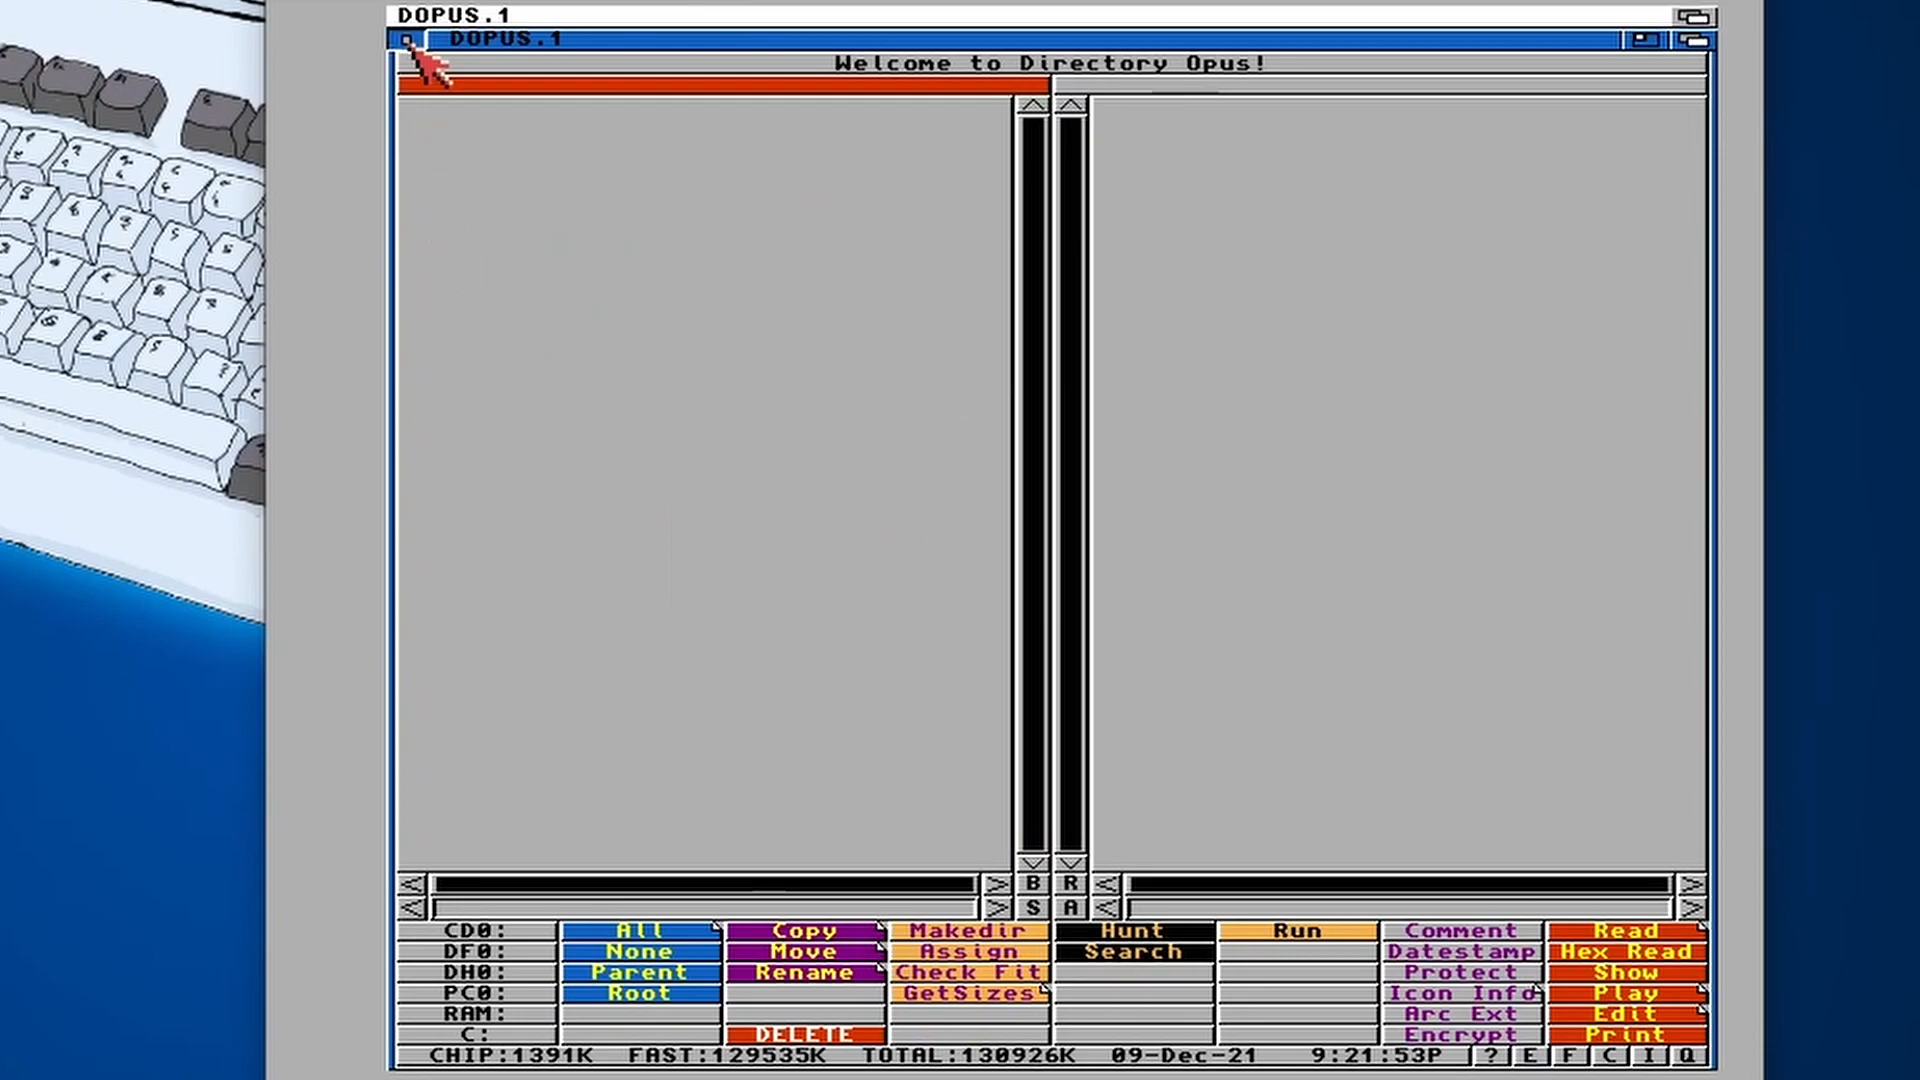 DOPUS.1
DOPUS.1
Welcome to Directory Opus!
B R
S A
CD0: All Copy Makedir Hunt Run Comment Read
DF0: None Move Assign Search Datestamp Hex Read
DH0: Parent Rename Check Fit Protect Show
PC0: Root GetSizes Icon Info Play
RAM: Arc Ext Edit
C: DELETE Encrypt Print
CHIP:1391K FAST:129535K TOTAL:130926K 09-Dec-21 9:21:53P ? E F C I Q